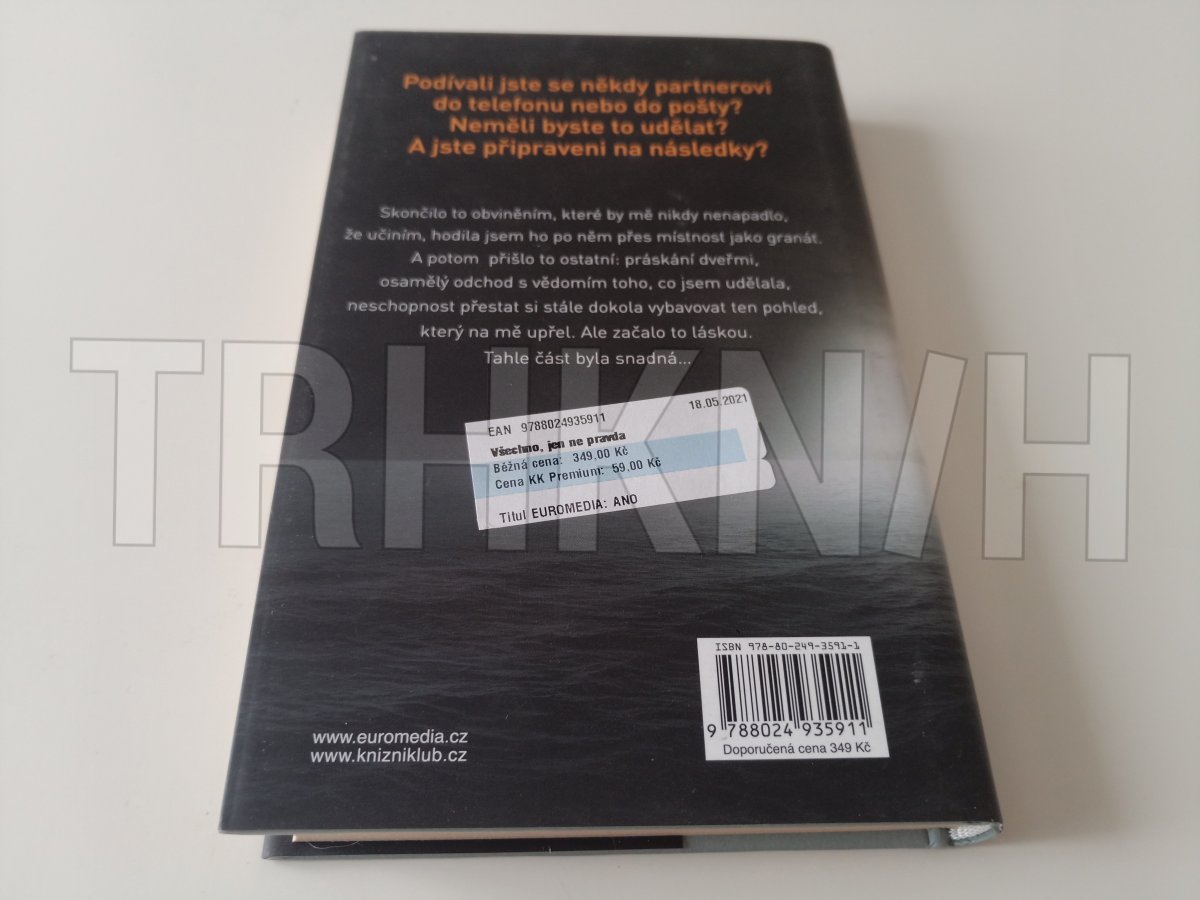 Podívali jste se někdy partnerovi
do telefonu nebo do pošty?
Neměli byste to udělat?
A jste připraveni na následky?
Skončilo to obviněním, které by mě nikdy nenapadlo,
že učiním, hodila jsem ho po něm přes místnost jako granát.
A potom přišlo to ostatní: práskání dveřmi,
osamělý odchod s vědomím toho, co jsem udělala,
neschopnost přestat si stále dokola vybavovat ten pohled,
který na mě upřel. Ale začalo to láskou.
Tahle část byla snadná...
TRHKNIH
EAN 9788024935911 18.05.2021
Všechno, jen ne pravda
Běžná cena: 349.00 Kč
Cena KK Premium: 59.00 Kč
Titul EUROMEDIA: ANO
ISBN 978-80-249-3591-1
9 788024 935911
Doporučená cena 349 Kč
www.euromedia.cz
www.knizniklub.cz